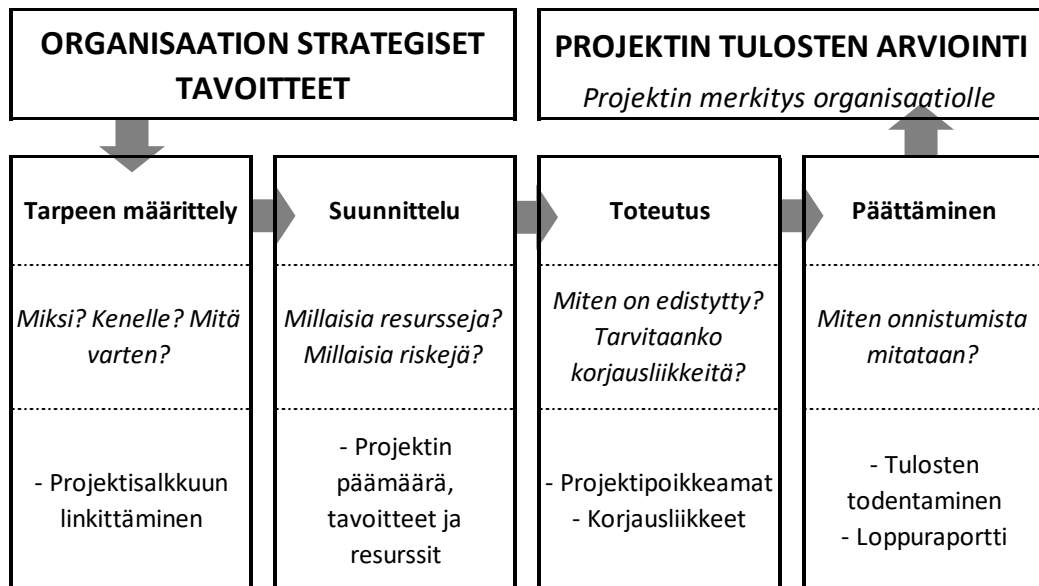 ORGANISAATION STRATEGISET
TAVOITTEET
PROJEKTIN TULOSTEN ARVIOINTI
Projektin merkitys organisaatiolle
Tarpeen määrittely
Miksi? Kenelle? Mitä
varten?
- Projektisalkkuun
linkittäminen
Suunnittelu
Millaisia resursseja?
Millaisia riskejä?
- Projektin
päämäärä,
tavoitteet ja
resurssit
Toteutus
Miten on edistytty?
Tarvitaanko
korjausliikkeitä?
- Projektipoikkeamat
- Korjausliikkeet
Päättäminen
Miten onnistumista
mitataan?
- Tulosten
todentaminen
- Loppuraportti